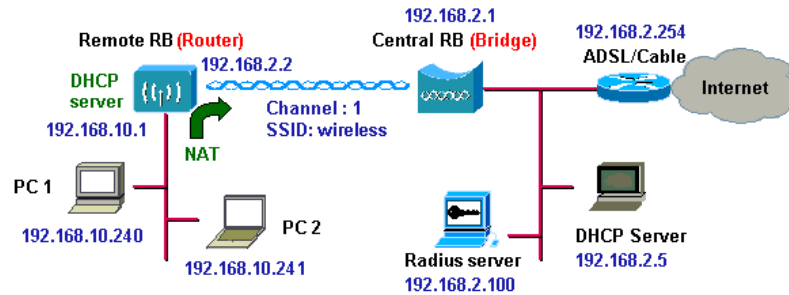 192.168.2.1
Remote RB (Router)
Central RB (Bridge)
192.168.2.254
ADSL/Cable
192.168.2.2
DHCP
server
Internet
Channel : 1
SSID: wireless
192.168.10.1
NAT
PC 1
PC 2
192.168.10.240
192.168.10.241
Radius server
192.168.2.100
DHCP Server
192.168.2.5